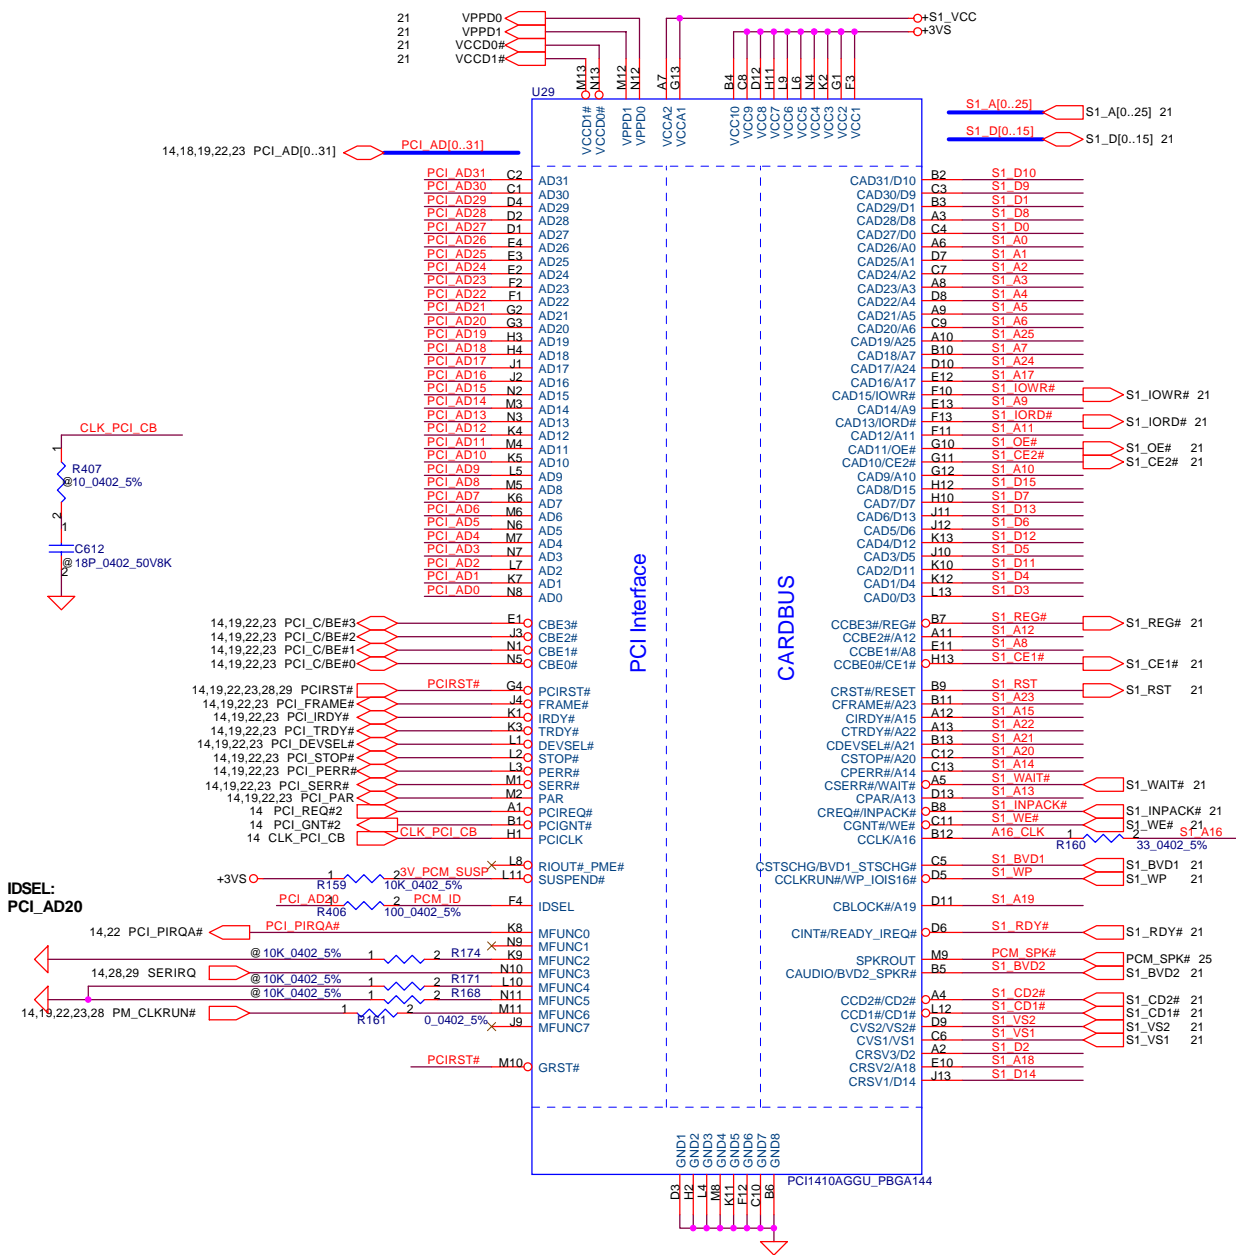 21 VPPD0 +S1_VCC
21 VPPD1 +3VS
21 VCCD0#
21 VCCD1#
M13 N13 M12 N12 A7 G13 B4 C8 D12 H11 L9 L6 N4 K2 G1 F3
U29
VCCD1# VCCD0# VPPD1 VPPD0 VCCA2 VCCA1 VCC10 VCC9 VCC8 VCC7 VCC6 VCC5 VCC4 VCC3 VCC2 VCC1
S1_A[0..25] S1_A[0..25] 21
S1_D[0..15] S1_D[0..15] 21
14,18,19,22,23 PCI_AD[0..31] PCI_AD[0..31]
PCI_AD31 C2 AD31 CAD31/D10 B2 S1_D10
PCI_AD30 C1 AD30 CAD30/D9 C3 S1_D9
PCI_AD29 D4 AD29 CAD29/D1 B3 S1_D1
PCI_AD28 D2 AD28 CAD28/D8 A3 S1_D8
PCI_AD27 D1 AD27 CAD27/D0 C4 S1_D0
PCI_AD26 E4 AD26 CAD26/A0 A6 S1_A0
PCI_AD25 E3 AD25 CAD25/A1 D7 S1_A1
PCI_AD24 E2 AD24 CAD24/A2 C7 S1_A2
PCI_AD23 F2 AD23 CAD23/A3 A8 S1_A3
PCI_AD22 F1 AD22 CAD22/A4 D8 S1_A4
PCI_AD21 G2 AD21 CAD21/A5 A9 S1_A5
PCI_AD20 G3 AD20 CAD20/A6 C9 S1_A6
PCI_AD19 H3 AD19 CAD19/A25 A10 S1_A25
PCI_AD18 H4 AD18 CAD18/A7 B10 S1_A7
PCI_AD17 J1 AD17 CAD17/A24 D10 S1_A24
PCI_AD16 J2 AD16 CAD16/A17 E12 S1_A17
PCI_AD15 N2 AD15 CAD15/IOWR# F10 S1_IOWR# S1_IOWR# 21
PCI_AD14 M3 AD14 CAD14/A9 E13 S1_A9
PCI_AD13 N3 AD13 CAD13/IORD# F13 S1_IORD# S1_IORD# 21
PCI_AD12 K4 AD12 CAD12/A11 F11 S1_A11
PCI_AD11 M4 AD11 CAD11/OE# G10 S1_OE# S1_OE# 21
PCI_AD10 K5 AD10 CAD10/CE2# G11 S1_CE2# S1_CE2# 21
PCI_AD9 L5 AD9 CAD9/A10 G12 S1_A10
PCI_AD8 M5 AD8 CAD8/D15 H12 S1_D15
PCI_AD7 K6 AD7 CAD7/D7 H10 S1_D7
PCI_AD6 M6 AD6 CAD6/D13 J11 S1_D13
PCI_AD5 N6 AD5 CAD5/D6 J12 S1_D6
PCI_AD4 M7 AD4 CAD4/D12 K13 S1_D12
PCI_AD3 N7 AD3 CAD3/D5 J10 S1_D5
PCI_AD2 L7 AD2 CAD2/D11 K10 S1_D11
PCI_AD1 K7 AD1 CAD1/D4 K12 S1_D4
PCI_AD0 N8 AD0 CAD0/D3 L13 S1_D3
CLK_PCI_CB
1
R407
@10_0402_5%
2
1
C612
@18P_0402_50V8K
2
PCI Interface
CARDBUS
14,19,22,23 PCI_C/BE#3 E1 CBE3# CCBE3#/REG# B7 S1_REG# S1_REG# 21
14,19,22,23 PCI_C/BE#2 J3 CBE2# CCBE2#/A12 A11 S1_A12
14,19,22,23 PCI_C/BE#1 N1 CBE1# CCBE1#/A8 E11 S1_A8
14,19,22,23 PCI_C/BE#0 N5 CBE0# CCBE0#/CE1# H13 S1_CE1# S1_CE1# 21
14,19,22,23,28,29 PCIRST# PCIRST# G4 PCIRST# CRST#/RESET B9 S1_RST S1_RST 21
14,19,22,23 PCI_FRAME# J4 FRAME# CFRAME#/A23 B11 S1_A23
14,19,22,23 PCI_IRDY# K1 IRDY# CIRDY#/A15 A12 S1_A15
14,19,22,23 PCI_TRDY# K3 TRDY# CTRDY#/A22 A13 S1_A22
14,19,22,23 PCI_DEVSEL# L1 DEVSEL# CDEVSEL#/A21 B13 S1_A21
14,19,22,23 PCI_STOP# L2 STOP# CSTOP#/A20 C12 S1_A20
14,19,22,23 PCI_PERR# L3 PERR# CPERR#/A14 C13 S1_A14
14,19,22,23 PCI_SERR# M1 SERR# CSERR#/WAIT# A5 S1_WAIT# S1_WAIT# 21
14,19,22,23 PCI_PAR M2 PAR CPAR/A13 D13 S1_A13
14 PCI_REQ#2 A1 PCIREQ# CREQ#/INPACK# B8 S1_INPACK# S1_INPACK# 21
14 PCI_GNT#2 B1 PCIGNT# CGNT#/WE# C11 S1_WE# S1_WE# 21
14 CLK_PCI_CB CLK_PCI_CB H1 PCICLK CCLK/A16 B12 A16_CLK 1 R160 2 33_0402_5% S1_A16
L8 RIOUT#_PME# CSTSCHG/BVD1_STSCHG# C5 S1_BVD1 S1_BVD1 21
+3VS 1 R159 2 10K_0402_5% 3V_PCM_SUSP L11 SUSPEND# CCLKRUN#/WP_IOIS16# D5 S1_WP S1_WP 21
IDSEL:
PCI_AD20
PCI_AD20 1 R406 2 100_0402_5% PCM_ID F4 IDSEL CBLOCK#/A19 D11 S1_A19
14,22 PCI_PIRQA# PCI_PIRQA# K8 MFUNC0 CINT#/READY_IREQ# D6 S1_RDY# S1_RDY# 21
N9 MFUNC1
@10K_0402_5% 1 2 R174 K9 MFUNC2 SPKROUT M9 PCM_SPK# PCM_SPK# 25
14,28,29 SERIRQ N10 MFUNC3 CAUDIO/BVD2_SPKR# B5 S1_BVD2 S1_BVD2 21
@10K_0402_5% 1 2 R171 L10 MFUNC4
@10K_0402_5% 1 2 R168 N11 MFUNC5 CCD2#/CD2# A4 S1_CD2# S1_CD2# 21
14,19,22,23,28 PM_CLKRUN# 1 R161 2 0_0402_5% M11 MFUNC6 CCD1#/CD1# L12 S1_CD1# S1_CD1# 21
J9 MFUNC7 CVS2/VS2# D9 S1_VS2 S1_VS2 21
CVS1/VS1 C6 S1_VS1 S1_VS1 21
CRSV3/D2 A2 S1_D2
PCIRST# M10 GRST# CRSV2/A18 E10 S1_A18
CRSV1/D14 J13 S1_D14
GND1 GND2 GND3 GND4 GND5 GND6 GND7 GND8
PCI1410AGGU_PBGA144
D3 H2 L4 M8 K11 F12 C10 B6